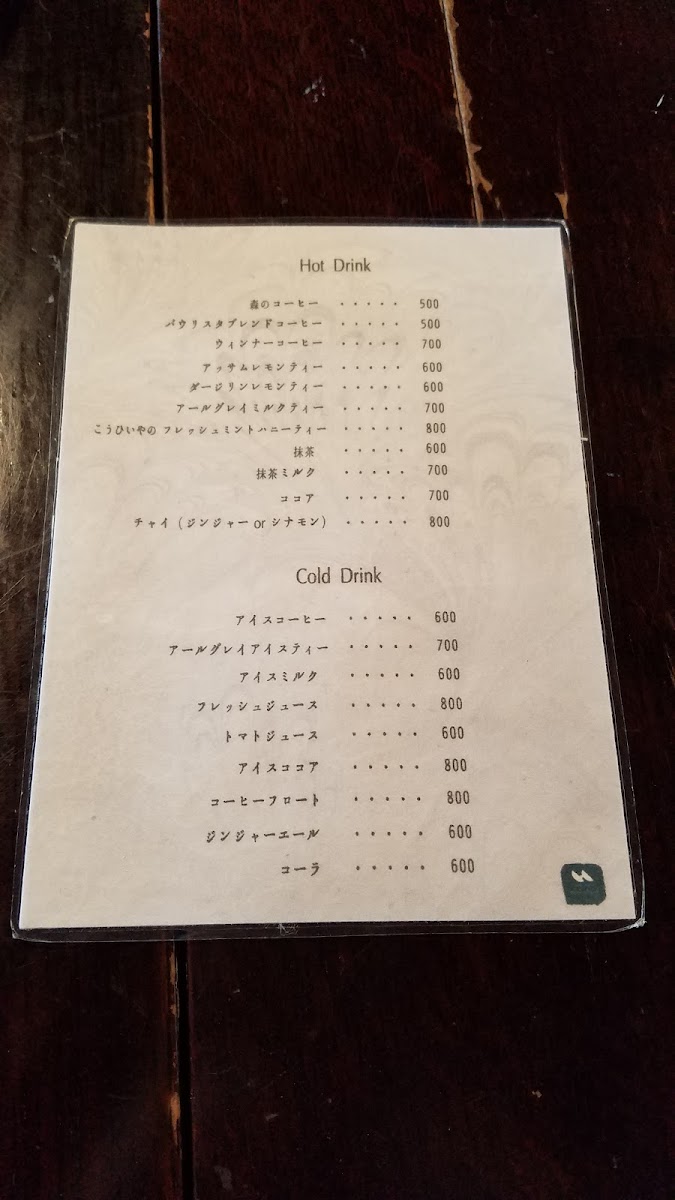 Hot Drink
森のコーヒー ・・・・・ 500
パウリスタブレンドコーヒー ・・・・・ 500
ウィンナーコーヒー ・・・・・ 700
アッサムレモンティー ・・・・・ 600
ダージリンレモンティー ・・・・・ 600
アールグレイミルクティー ・・・・・ 700
こうひいやの フレッシュミントハニーティー ・・・・・ 800
抹茶 ・・・・・ 600
抹茶ミルク ・・・・・ 700
ココア ・・・・・ 700
チャイ（ジンジャー or シナモン） ・・・・・ 800
Cold Drink
アイスコーヒー ・・・・・ 600
アールグレイアイスティー ・・・・・ 700
アイスミルク ・・・・・ 600
フレッシュジュース ・・・・・ 800
トマトジュース ・・・・・ 600
アイスココア ・・・・・ 800
コーヒーフロート ・・・・・ 800
ジンジャーエール ・・・・・ 600
コーラ ・・・・・ 600